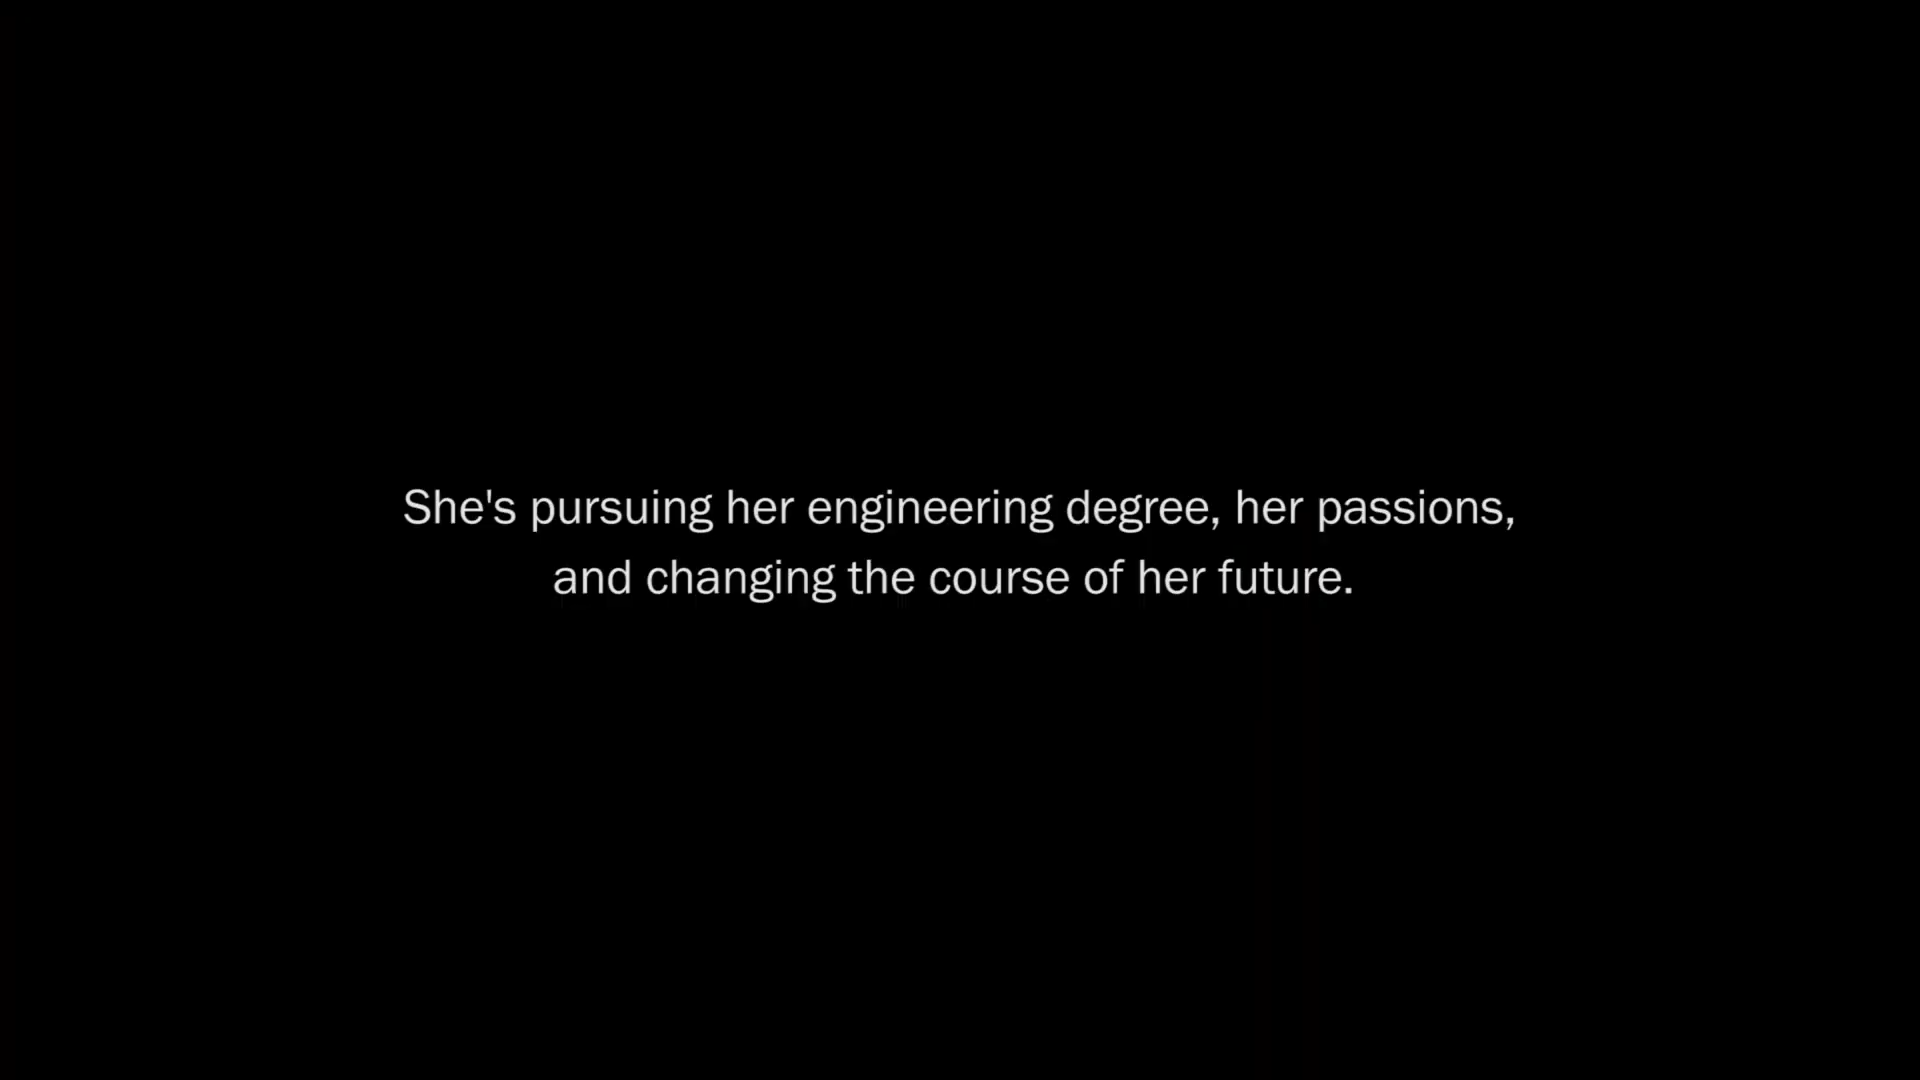 She's pursuing her engineering degree, her passions,
and changing the course of her future.